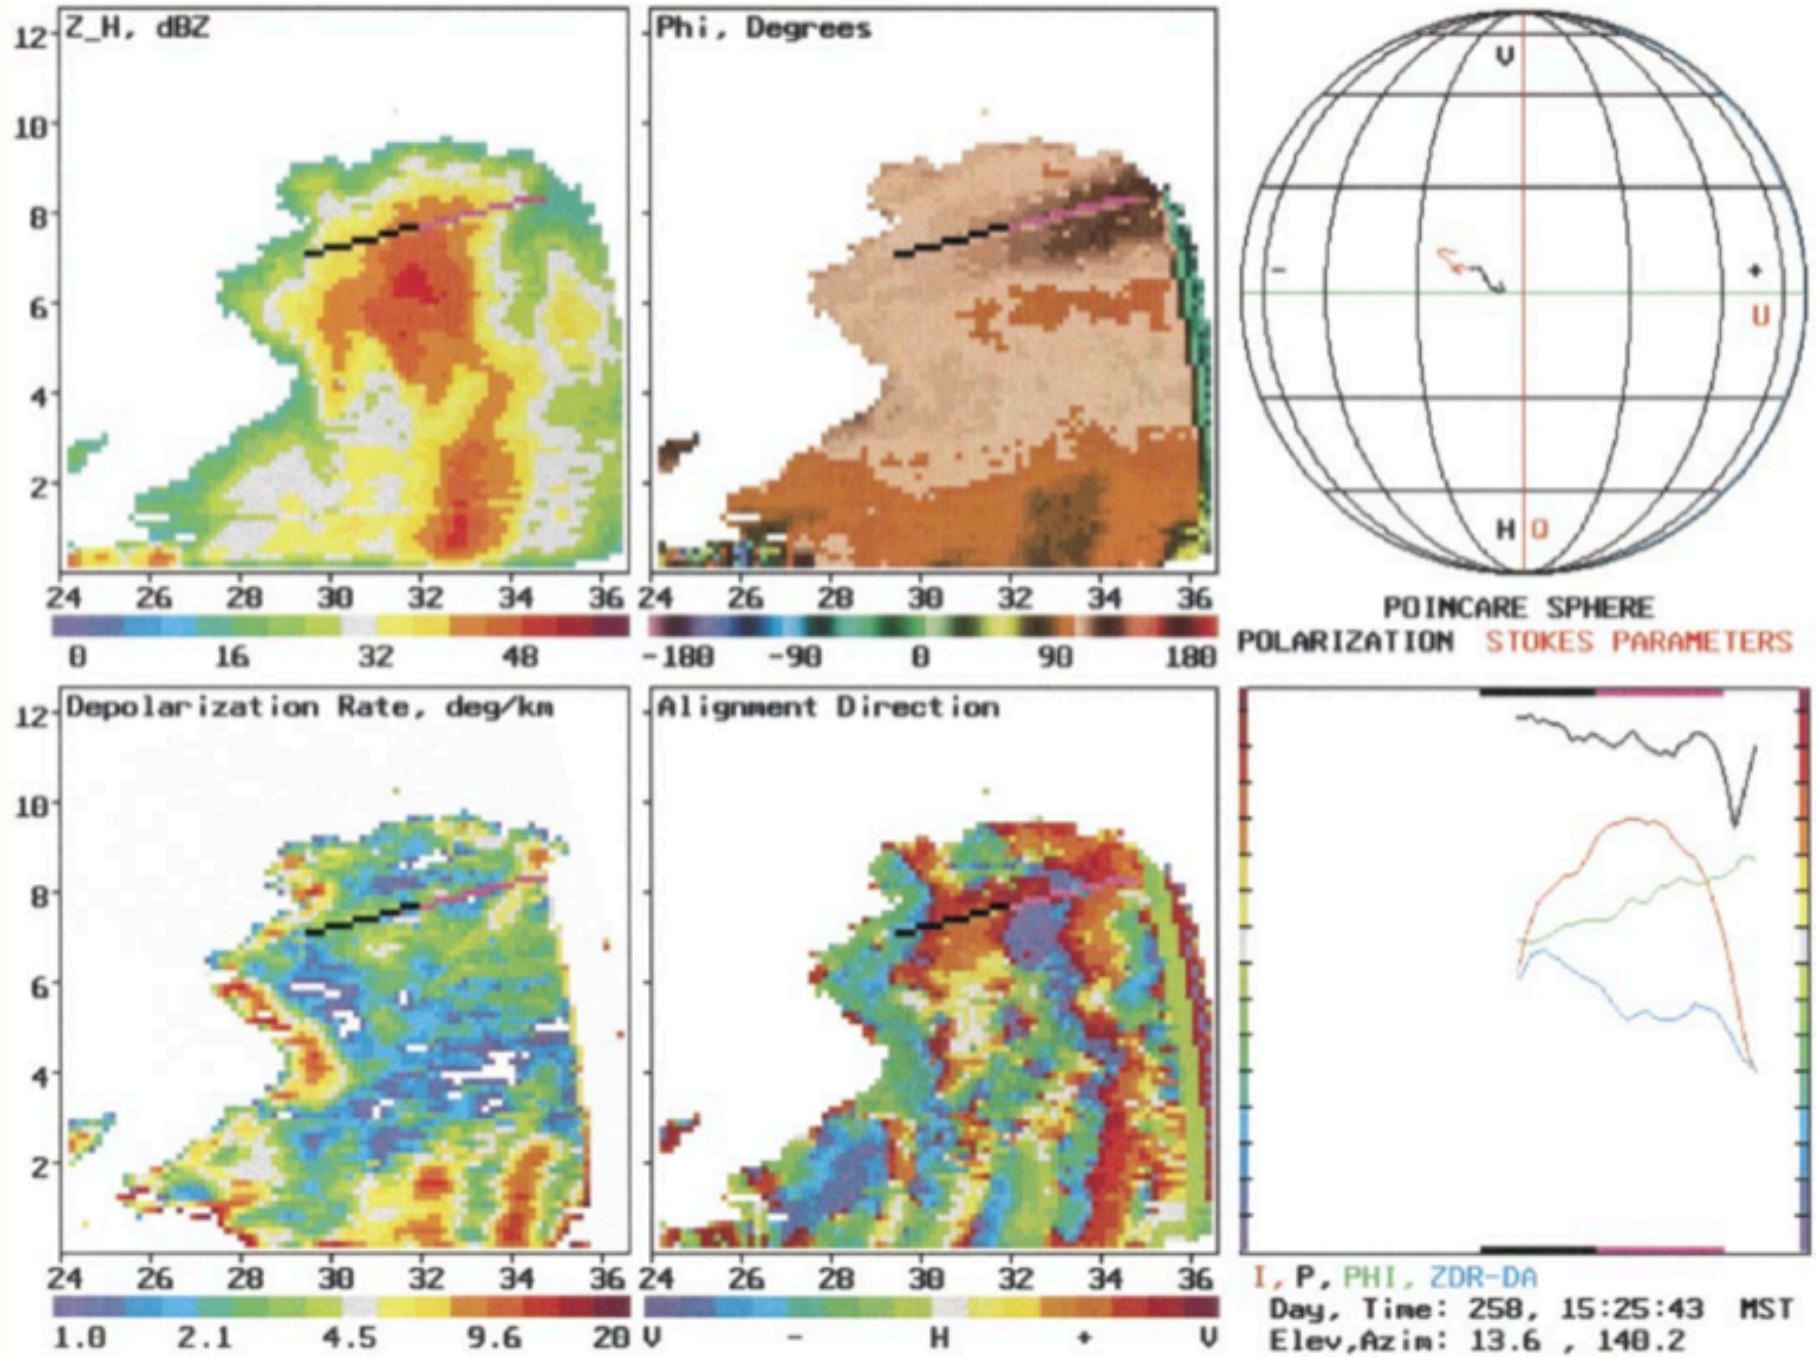 Z_H, dBZ
12
10
8
6
4
2
24 26 28 30 32 34 36
0 16 32 48
Phi, Degrees
24 26 28 30 32 34 36
-180 -90 0 90 180
V
- +
U
H Q
POINCARE SPHERE
POLARIZATION STOKES PARAMETERS
Depolarization Rate, deg/km
12
10
8
6
4
2
24 26 28 30 32 34 36
1.0 2.1 4.5 9.6 20
Alignment Direction
24 26 28 30 32 34 36
V - H + V
I, P, PHI, ZDR-DA
Day, Time: 258, 15:25:43 MST
Elev,Azim: 13.6 , 140.2